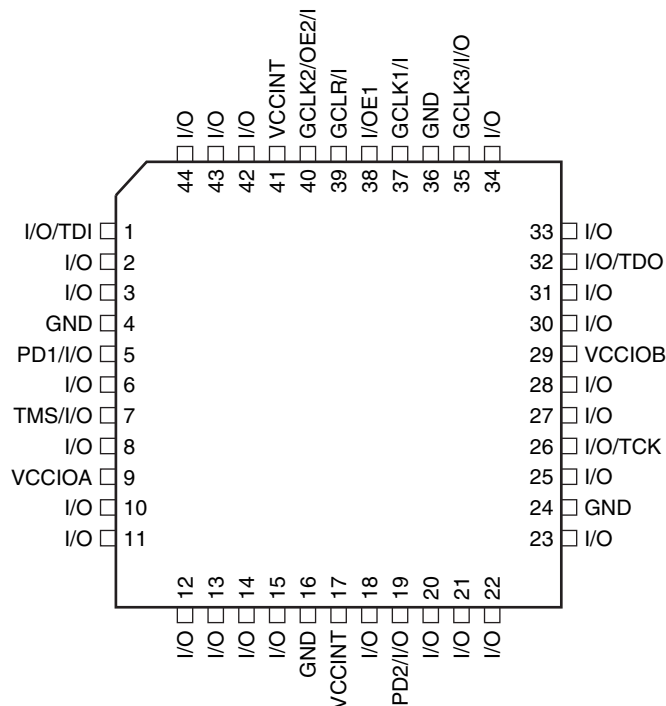 I/O
I/O
I/O
VCCINT
GCLK2/OE2/I
GCLR/I
I/OE1
GCLK1/I
GND
GCLK3/I/O
I/O
44
43
42
41
40
39
38
37
36
35
34
I/O/TDI 1
I/O 2
I/O 3
GND 4
PD1/I/O 5
I/O 6
TMS/I/O 7
I/O 8
VCCIOA 9
I/O 10
I/O 11
33 I/O
32 I/O/TDO
31 I/O
30 I/O
29 VCCIOB
28 I/O
27 I/O
26 I/O/TCK
25 I/O
24 GND
23 I/O
12
13
14
15
16
17
18
19
20
21
22
I/O
I/O
I/O
I/O
GND
VCCINT
I/O
PD2/I/O
I/O
I/O
I/O